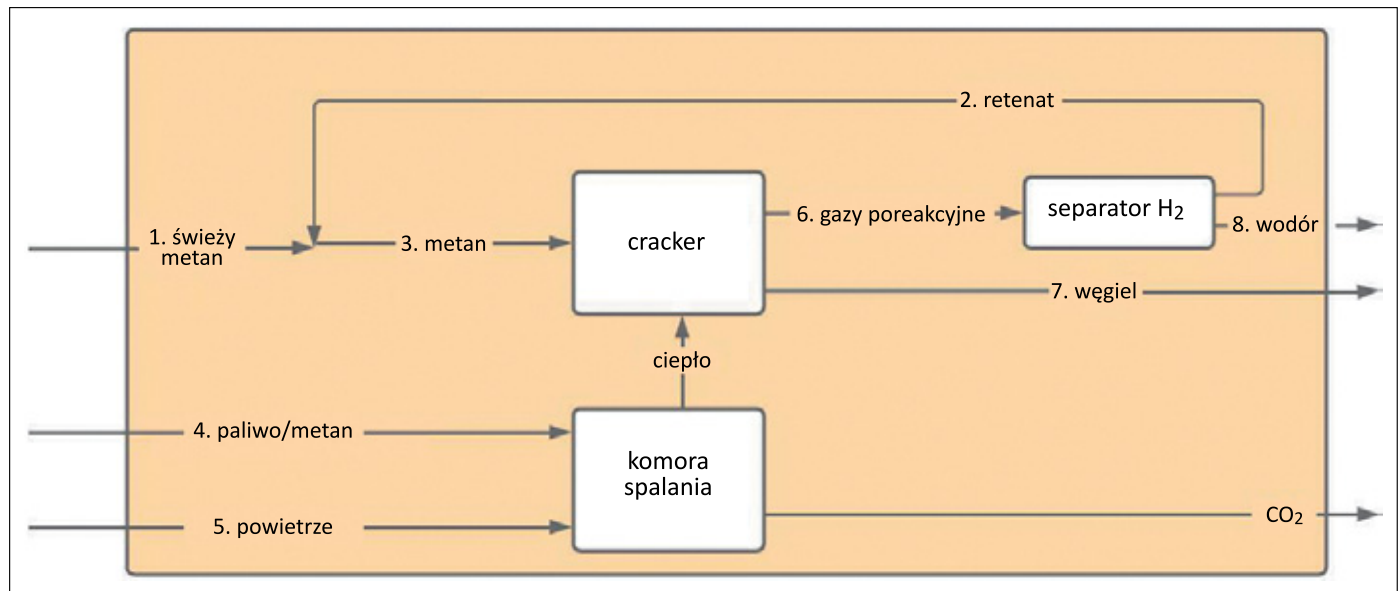 2. retenat
1. świeży
metan
3. metan
cracker
6. gazy poreakcyjne
separator H₂
8. wodór
7. węgiel
ciepło
4. paliwo/metan
komora
spalania
5. powietrze
CO₂